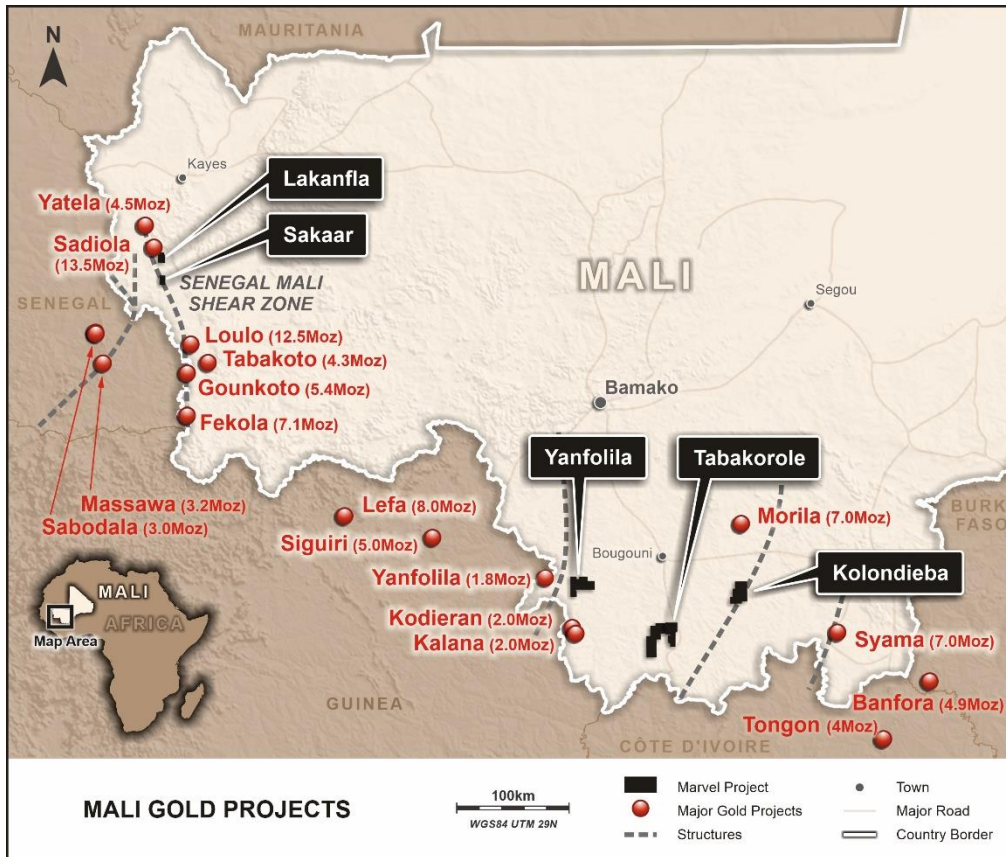 MAURITANIA
N
Kayes
Lakanfla
Yatela (4.5Moz)
Sakaar
Sadiola
(13.5Moz)
MALI
SENEGAL MALI
SHEAR ZONE
Segou
SENEGAL
Loulo (12.5Moz)
Tabakoto (4.3Moz)
Gounkoto (5.4Moz)
Bamako
Fekola (7.1Moz)
Yanfolila
Tabakorole
Massawa (3.2Moz)
Sabodala (3.0Moz)
Lefa (8.0Moz)
Morila (7.0Moz)
BURK
FASO
Siguiri (5.0Moz)
Bougouni
Yanfolila (1.8Moz)
Kolondieba
MALI
AFRICA
Map Area
Kodieran (2.0Moz)
Kalana (2.0Moz)
Syama (7.0Moz)
Banfora (4.9Moz)
GUINEA
Tongon (4Moz)
CÔTE D'IVOIRE
MALI GOLD PROJECTS
100km
WGS84 UTM 29N
Marvel Project
Major Gold Projects
Structures
Town
Major Road
Country Border